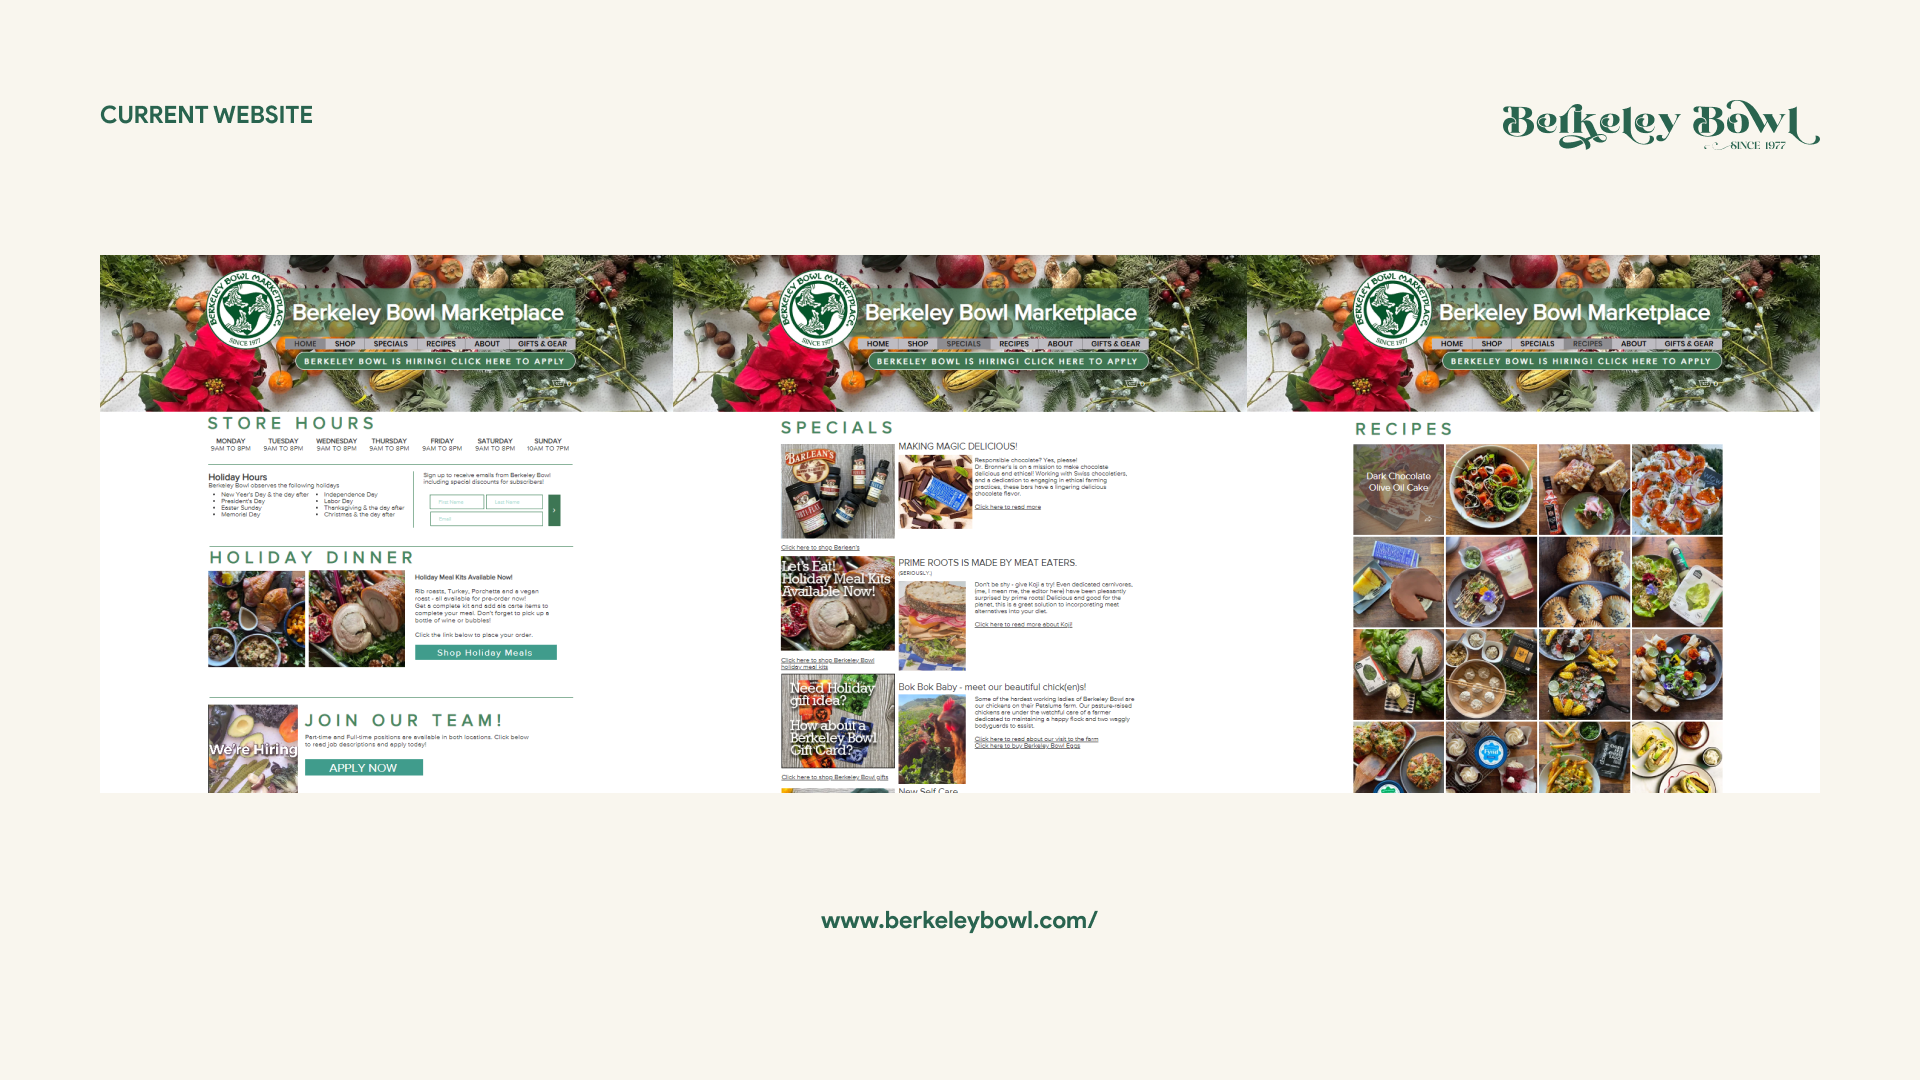 CURRENT WEBSITE
Berkeley Bowl
SINCE 1977
BERKELEY BOWL MARKETPLACE
SINCE 1977
Berkeley Bowl Marketplace
HOME SHOP SPECIALS RECIPES ABOUT GIFTS & GEAR
BERKELEY BOWL IS HIRING! CLICK HERE TO APPLY
STORE HOURS
MONDAY TUESDAY WEDNESDAY THURSDAY FRIDAY SATURDAY SUNDAY
9AM TO 8PM 9AM TO 8PM 9AM TO 8PM 9AM TO 8PM 9AM TO 8PM 9AM TO 8PM 10AM TO 7PM
Holiday Hours
Berkeley Bowl observes the following holidays
New Year's Day & the day after
President's Day
Easter Sunday
Memorial Day
Independence Day
Labor Day
Thanksgiving & the day after
Christmas & the day after
Sign up to receive emails from Berkeley Bowl
including special discounts for subscribers!
First Name
Last Name
Email
HOLIDAY DINNER
Holiday Meal Kits Available Now!
Rib roasts, Turkey, Porchetta and a vegan
roast - all available for pre-order now!
Get a complete kit and add ala carte items to
complete your meal. Don't forget to pick up a
bottle of wine or bubbles!
Click the link below to place your order.
Shop Holiday Meals
We're Hiring
JOIN OUR TEAM!
Part-time and Full-time positions are available in both locations. Click below
to read job descriptions and apply today!
APPLY NOW
BERKELEY BOWL MARKETPLACE
SINCE 1977
Berkeley Bowl Marketplace
HOME SHOP SPECIALS RECIPES ABOUT GIFTS & GEAR
BERKELEY BOWL IS HIRING! CLICK HERE TO APPLY
SPECIALS
BARLEAN'S
Click here to shop Barlean's
MAKING MAGIC DELICIOUS!
Responsible chocolate? Yes, please!
Dr. Bronner's is on a mission to make chocolate
delicious and ethical! Working with Swiss chocolatiers,
and a dedication to engaging in ethical farming
practices, these bars have a lingering delicious
chocolate flavor.
Click here to read more
Let's Eat!
Holiday Meal Kits
Available Now!
Click here to shop Berkeley Bowl
holiday meal kits
PRIME ROOTS IS MADE BY MEAT EATERS.
(SERIOUSLY.)
Don't be shy - give Koji a try! Even dedicated carnivores,
(me, I mean me, the editor here) have been pleasantly
surprised by prime roots! Delicious and good for the
planet, this is a great solution to incorporating meat
alternatives into your diet.
Click here to read more about Koji!
Need Holiday
gift idea?
How about a
Berkeley Bowl
Gift Card?
Click here to shop Berkeley Bowl gifts
Bok Bok Baby - meet our beautiful chick(en)s!
Some of the hardest working ladies of Berkeley Bowl are
our chickens on their Petaluma farm. Our pasture-raised
chickens are under the watchful care of a farmer
dedicated to maintaining a happy flock and two waggly
bodyguards to assist.
Click here to read about our visit to the farm
Click here to buy Berkeley Bowl Eggs
New Self Care
BERKELEY BOWL MARKETPLACE
SINCE 1977
Berkeley Bowl Marketplace
HOME SHOP SPECIALS RECIPES ABOUT GIFTS & GEAR
BERKELEY BOWL IS HIRING! CLICK HERE TO APPLY
RECIPES
Dark Chocolate
Olive Oil Cake
www.berkeleybowl.com/